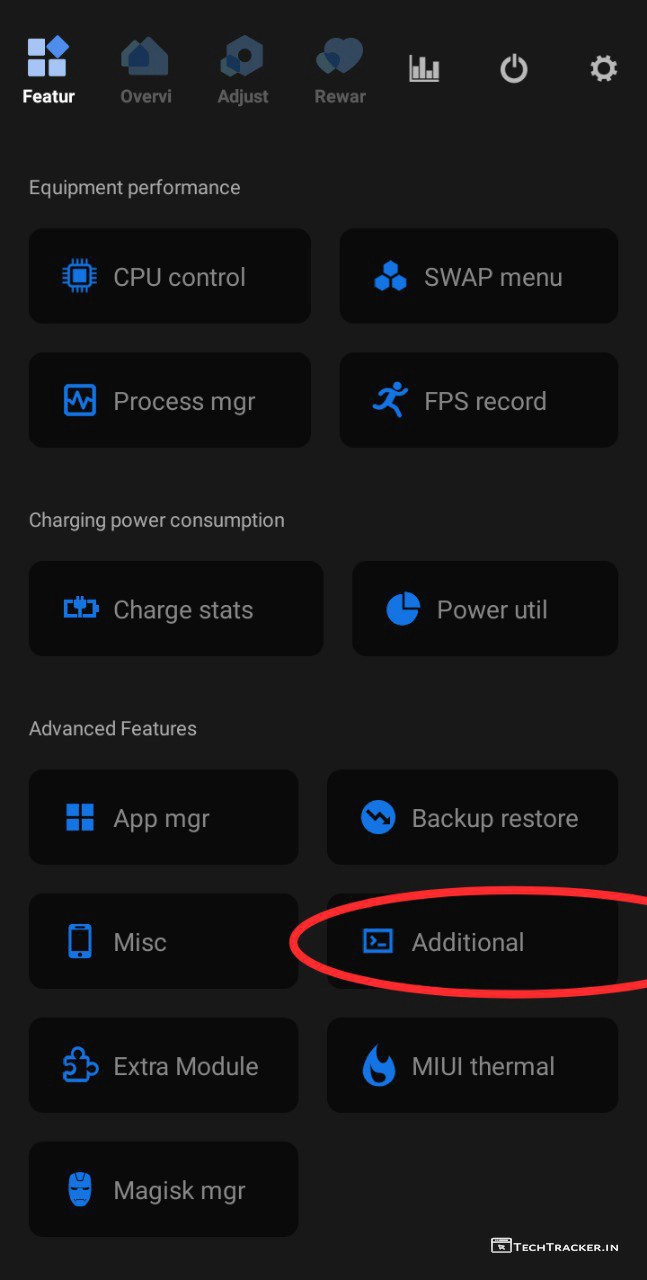 Featur Overvi Adjust Rewar
Equipment performance
CPU control SWAP menu
Process mgr FPS record
Charging power consumption
Charge stats Power util
Advanced Features
App mgr Backup restore
Misc Additional
Extra Module MIUI thermal
Magisk mgr
TechTracker.in